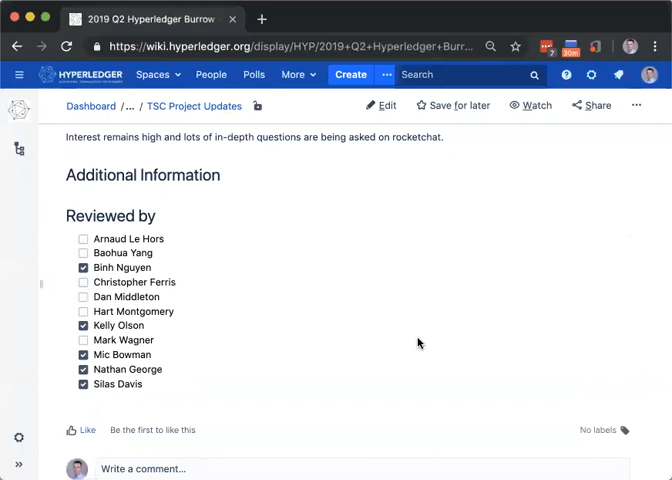 2019 Q2 Hyperledger Burrow
https://wiki.hyperledger.org/display/HYP/2019+Q2+Hyperledger+Burr...
2
30m
HYPERLEDGER Spaces People Polls More Create ... Search
Dashboard /... / TSC Project Updates Edit Save for later Watch Share ...
Interest remains high and lots of in-depth questions are being asked on rocketchat.
Additional Information
Reviewed by
Arnaud Le Hors
Baohua Yang
Binh Nguyen
Christopher Ferris
Dan Middleton
Hart Montgomery
Kelly Olson
Mark Wagner
Mic Bowman
Nathan George
Silas Davis
Like Be the first to like this No labels
Write a comment...